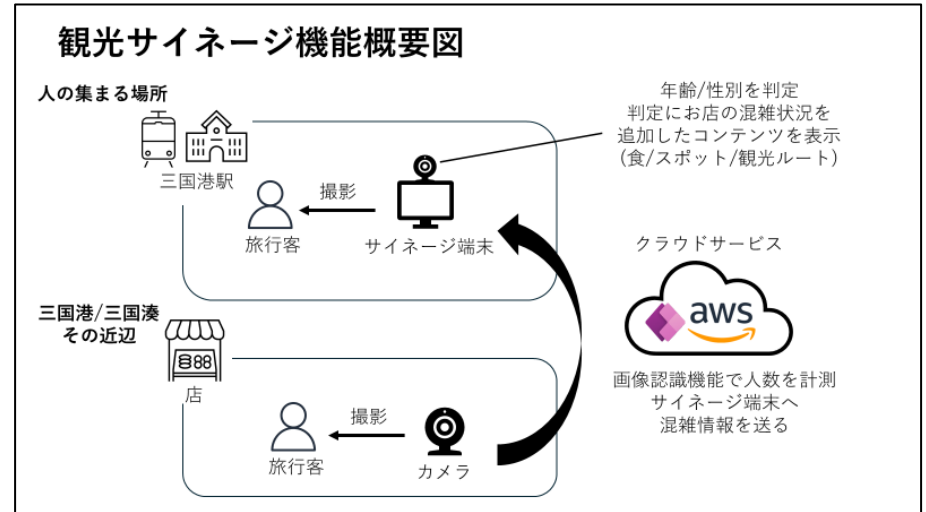 観光サイネージ機能概要図
人の集まる場所
三国港駅
撮影
旅行客
サイネージ端末
年齢/性別を判定
判定にお店の混雑状況を
追加したコンテンツを表示
(食/スポット/観光ルート)
クラウドサービス
aws
画像認識機能で人数を計測
サイネージ端末へ
混雑情報を送る
三国港/三国湊
その近辺
88
店
撮影
旅行客
カメラ